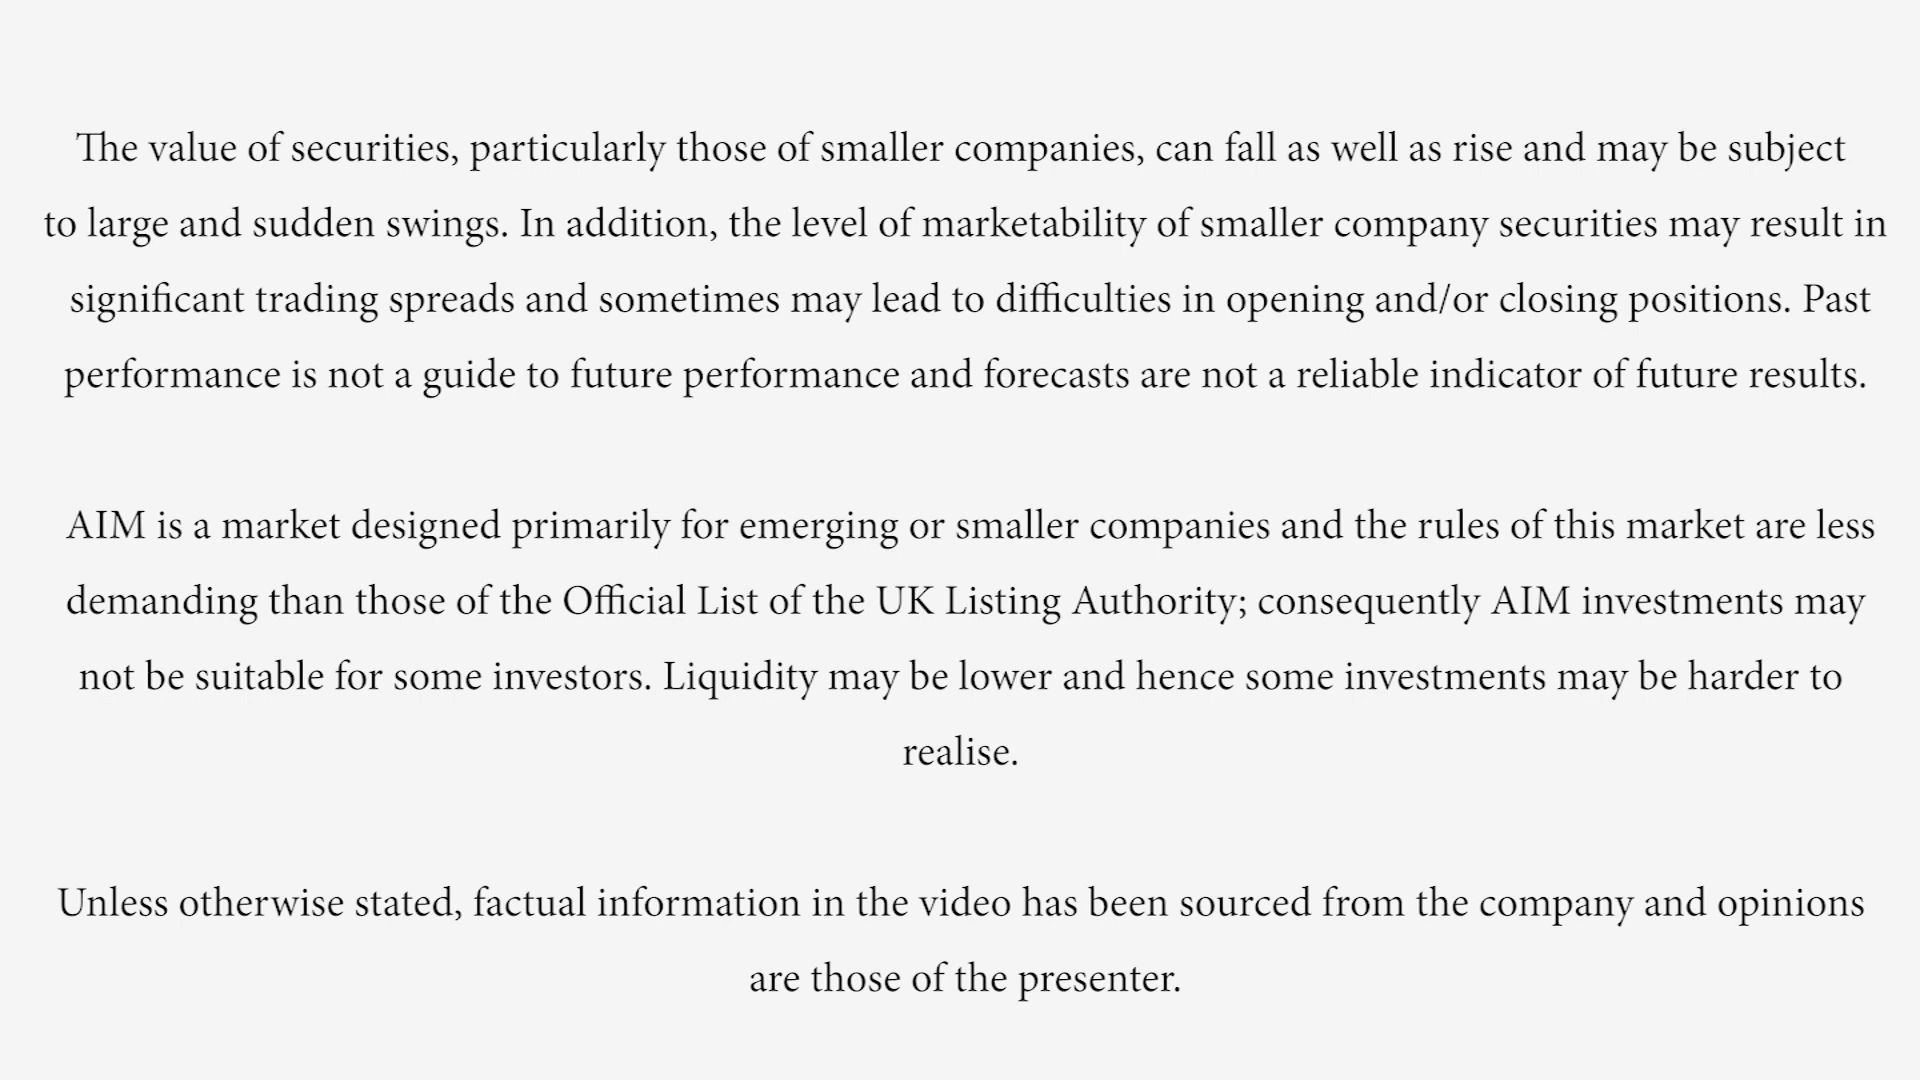 The value of securities, particularly those of smaller companies, can fall as well as rise and may be subject
to large and sudden swings. In addition, the level of marketability of smaller company securities may result in
significant trading spreads and sometimes may lead to difficulties in opening and/or closing positions. Past
performance is not a guide to future performance and forecasts are not a reliable indicator of future results.
AIM is a market designed primarily for emerging or smaller companies and the rules of this market are less
demanding than those of the Official List of the UK Listing Authority; consequently AIM investments may
not be suitable for some investors. Liquidity may be lower and hence some investments may be harder to
realise.
Unless otherwise stated, factual information in the video has been sourced from the company and opinions
are those of the presenter.